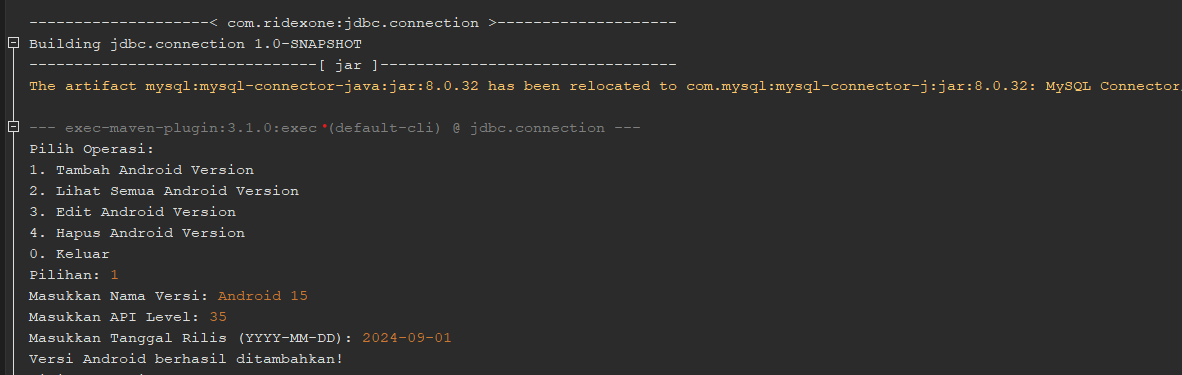 --------------------< com.ridexone:jdbc.connection >--------------------
Building jdbc.connection 1.0-SNAPSHOT
--------------------------------[ jar ]---------------------------------
The artifact mysql:mysql-connector-java:jar:8.0.32 has been relocated to com.mysql:mysql-connector-j:jar:8.0.32: MySQL Connector
--- exec-maven-plugin:3.1.0:exec (default-cli) @ jdbc.connection ---
Pilih Operasi:
1. Tambah Android Version
2. Lihat Semua Android Version
3. Edit Android Version
4. Hapus Android Version
0. Keluar
Pilihan: 1
Masukkan Nama Versi: Android 15
Masukkan API Level: 35
Masukkan Tanggal Rilis (YYYY-MM-DD): 2024-09-01
Versi Android berhasil ditambahkan!